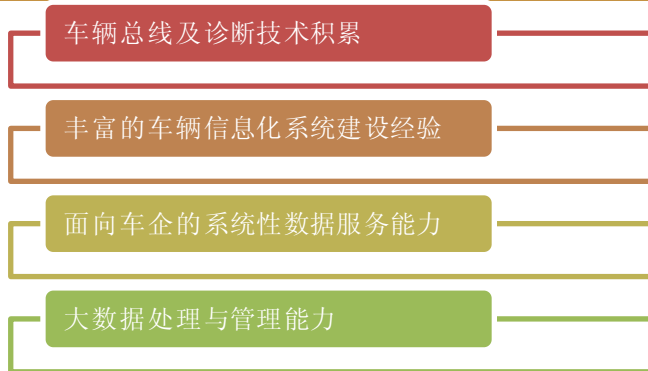 车辆总线及诊断技术积累
丰富的车辆信息化系统建设经验
面向车企的系统性数据服务能力
大数据处理与管理能力